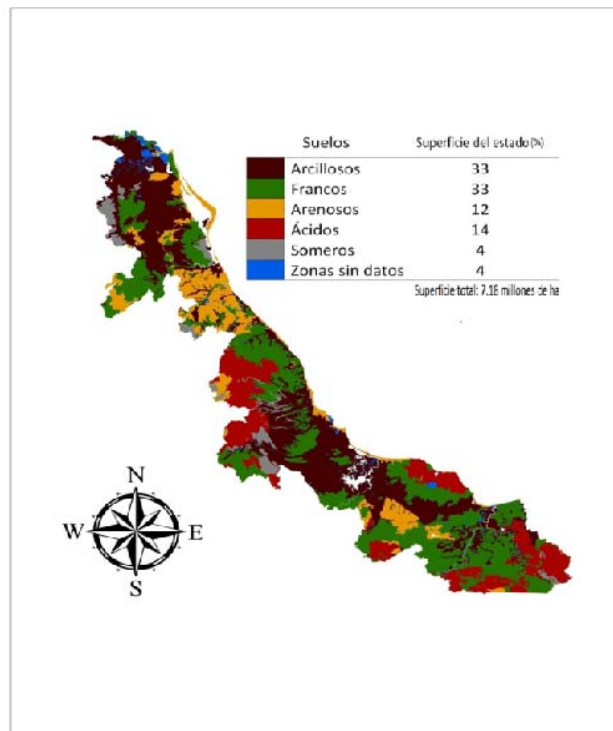 Suelos Superficie del estado (%)
Arcillosos 33
Francos 33
Arenosos 12
Ácidos 14
Someros 4
Zonas sin datos 4
Superficie total: 7.18 millones de ha
N
W E
S